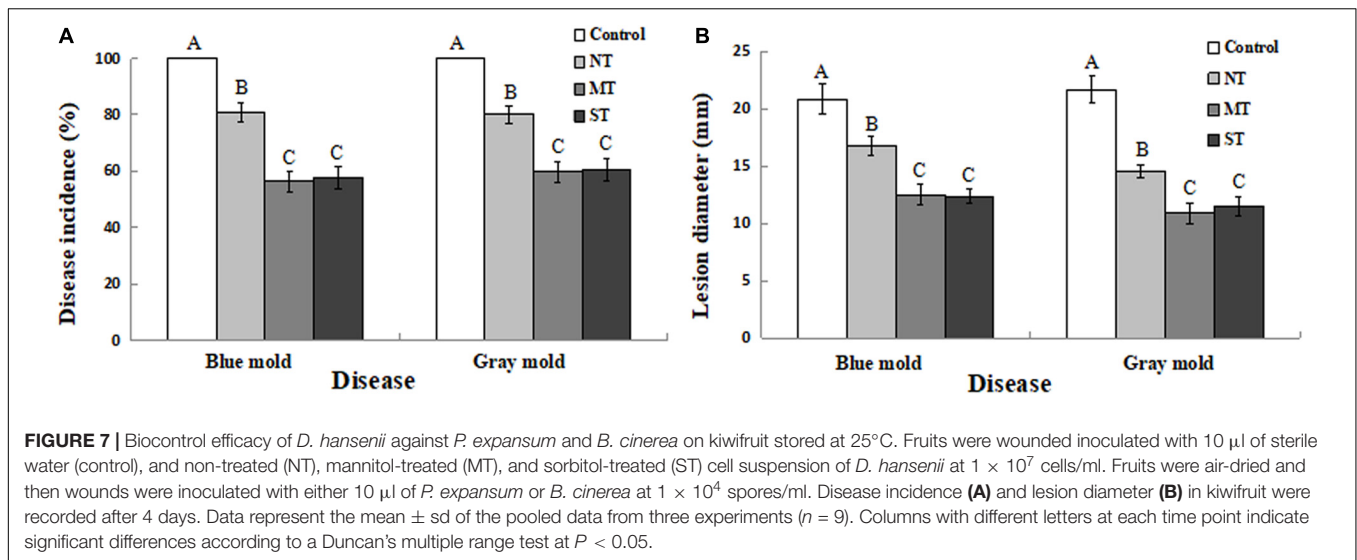 A
Disease incidence (%)
100
80
60
40
20
0
A
B
C
C
A
B
C
C
Control
NT
MT
ST
Blue mold
Gray mold
Disease
B
Lesion diameter (mm)
25
20
15
10
5
0
A
B
C
C
A
B
C
C
Control
NT
MT
ST
Blue mold
Gray mold
Disease
FIGURE 7 | Biocontrol efficacy of D. hansenii against P. expansum and B. cinerea on kiwifruit stored at 25°C. Fruits were wounded inoculated with 10 μl of sterile
water (control), and non-treated (NT), mannitol-treated (MT), and sorbitol-treated (ST) cell suspension of D. hansenii at 1 × 10⁷ cells/ml. Fruits were air-dried and
then wounds were inoculated with either 10 μl of P. expansum or B. cinerea at 1 × 10⁴ spores/ml. Disease incidence (A) and lesion diameter (B) in kiwifruit were
recorded after 4 days. Data represent the mean ± sd of the pooled data from three experiments (n = 9). Columns with different letters at each time point indicate
significant differences according to a Duncan's multiple range test at P < 0.05.